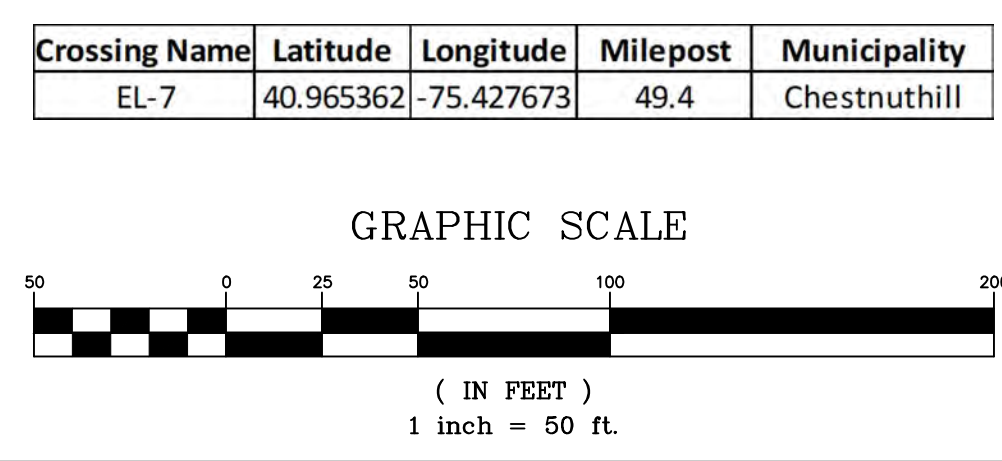 Crossing Name Latitude Longitude Milepost Municipality
EL-7 40.965362 -75.427673 49.4 Chestnuthill
GRAPHIC SCALE
50 0 25 50 100 200
( IN FEET )
1 inch = 50 ft.